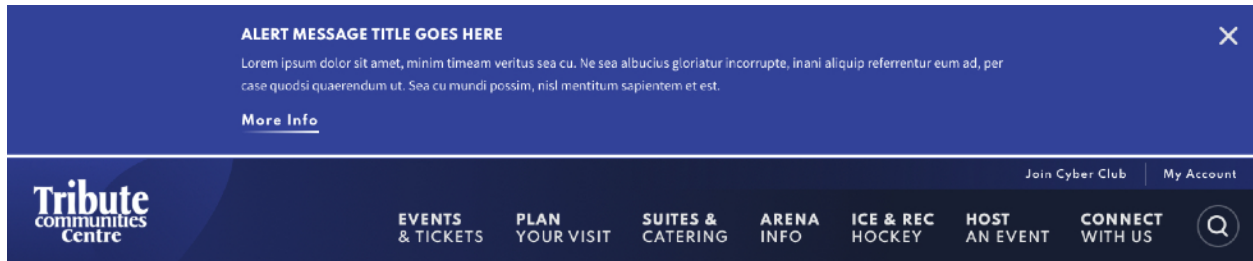 ALERT MESSAGE TITLE GOES HERE
Lorem ipsum dolor sit amet, minim timeam veritus sea cu. Ne sea albucius gloriatur incorrupte, inani aliquip referrentur eum ad, per
case quodsi quaerendum ut. Sea cu mundi possim, nisl mentitum sapientem et est.
More Info
Join Cyber Club
My Account
Tribute
communities
Centre
EVENTS
& TICKETS
PLAN
YOUR VISIT
SUITES &
CATERING
ARENA
INFO
ICE & REC
HOCKEY
HOST
AN EVENT
CONNECT
WITH US